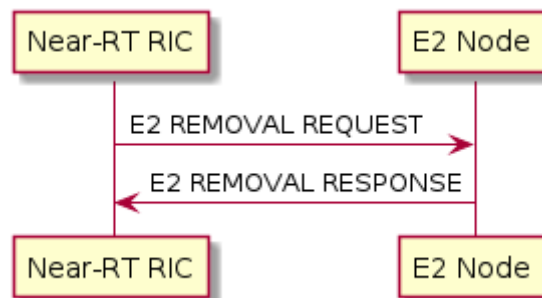 Near-RT RIC
E2 Node
E2 REMOVAL REQUEST
E2 REMOVAL RESPONSE
Near-RT RIC
E2 Node